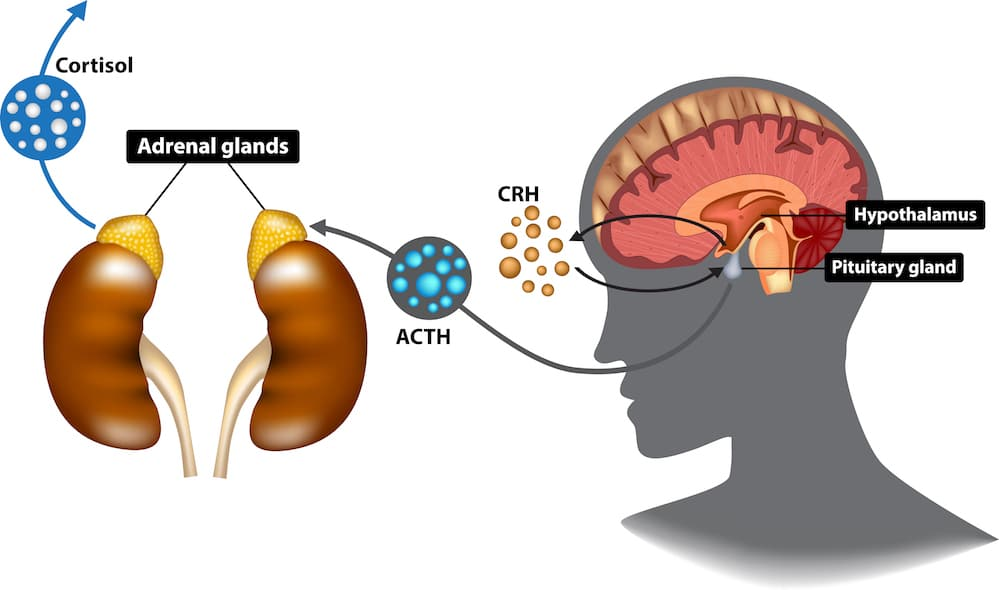 Cortisol
Adrenal glands
CRH
Hypothalamus
Pituitary gland
ACTH